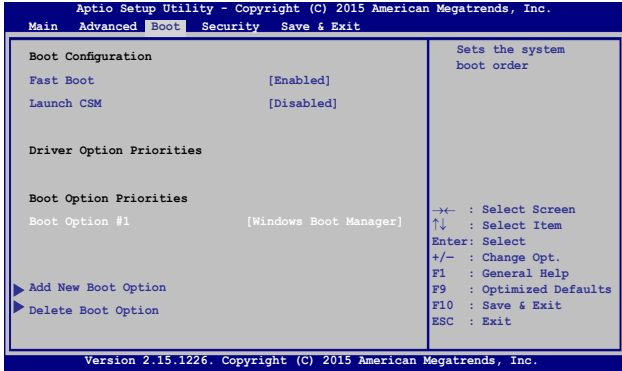 Aptio Setup Utility - Copyright (C) 2015 American Megatrends, Inc.
Main Advanced Boot Security Save & Exit
Boot Configuration
Fast Boot [Enabled]
Launch CSM [Disabled]
Driver Option Priorities
Boot Option Priorities
Boot Option #1 [Windows Boot Manager]
Add New Boot Option
Delete Boot Option
Sets the system
boot order
→← : Select Screen
↑↓ : Select Item
Enter: Select
+/— : Change Opt.
F1 : General Help
F9 : Optimized Defaults
F10 : Save & Exit
ESC : Exit
Version 2.15.1226. Copyright (C) 2015 American Megatrends, Inc.